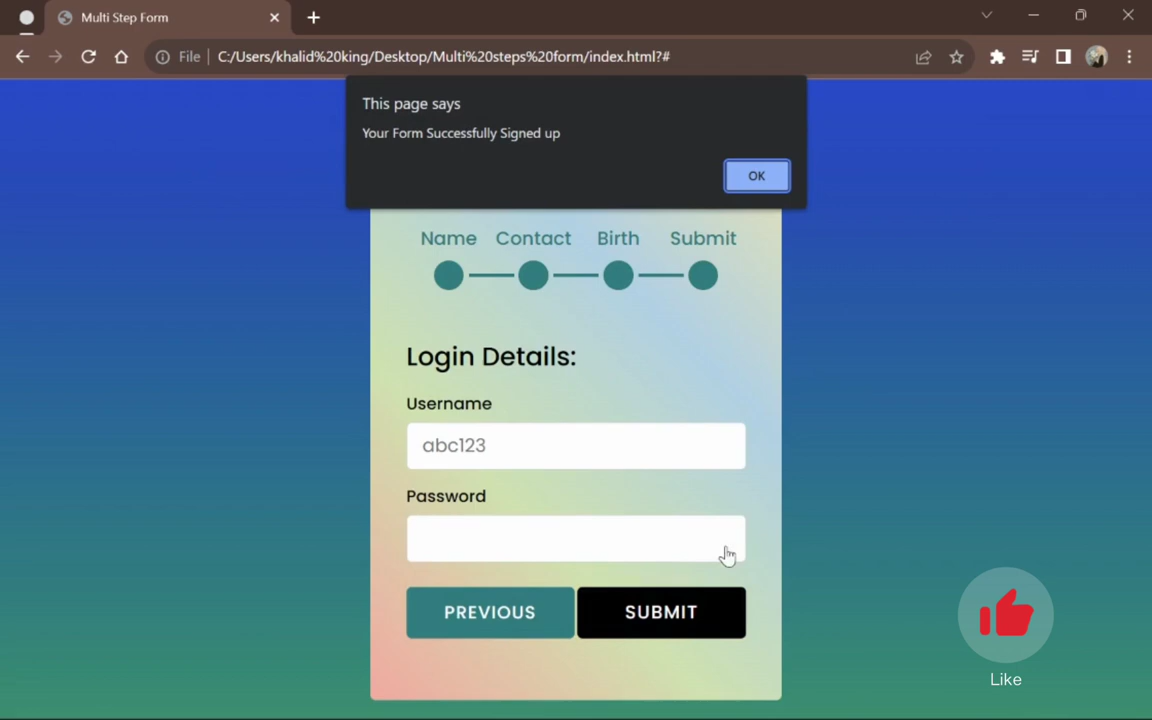 Multi Step Form
File
C:/Users/khalid%20king/Desktop/Multi%20steps%20form/index.html?#
This page says
Your Form Successfully Signed up
OK
Name Contact Birth Submit
Login Details:
Username
abc123
Password
PREVIOUS SUBMIT
Like